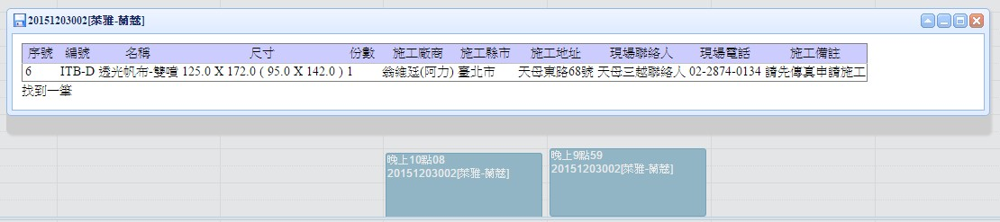 20151203002[萊雅-蘭蔻]
序號 編號 名稱 尺寸 份數 施工廠商 施工縣市 施工地址 現場聯絡人 現場電話 施工備註
6 ITB-D 透光帆布-雙噴 125.0 X 172.0 ( 95.0 X 142.0 ) 1 翁維廷(阿力) 臺北市 天母東路68號 天母三越聯絡人 02-2874-0134 請先傳真申請施工
找到一筆
晚上10點08
20151203002[萊雅-蘭蔻]
晚上9點59
20151203002[萊雅-蘭蔻]